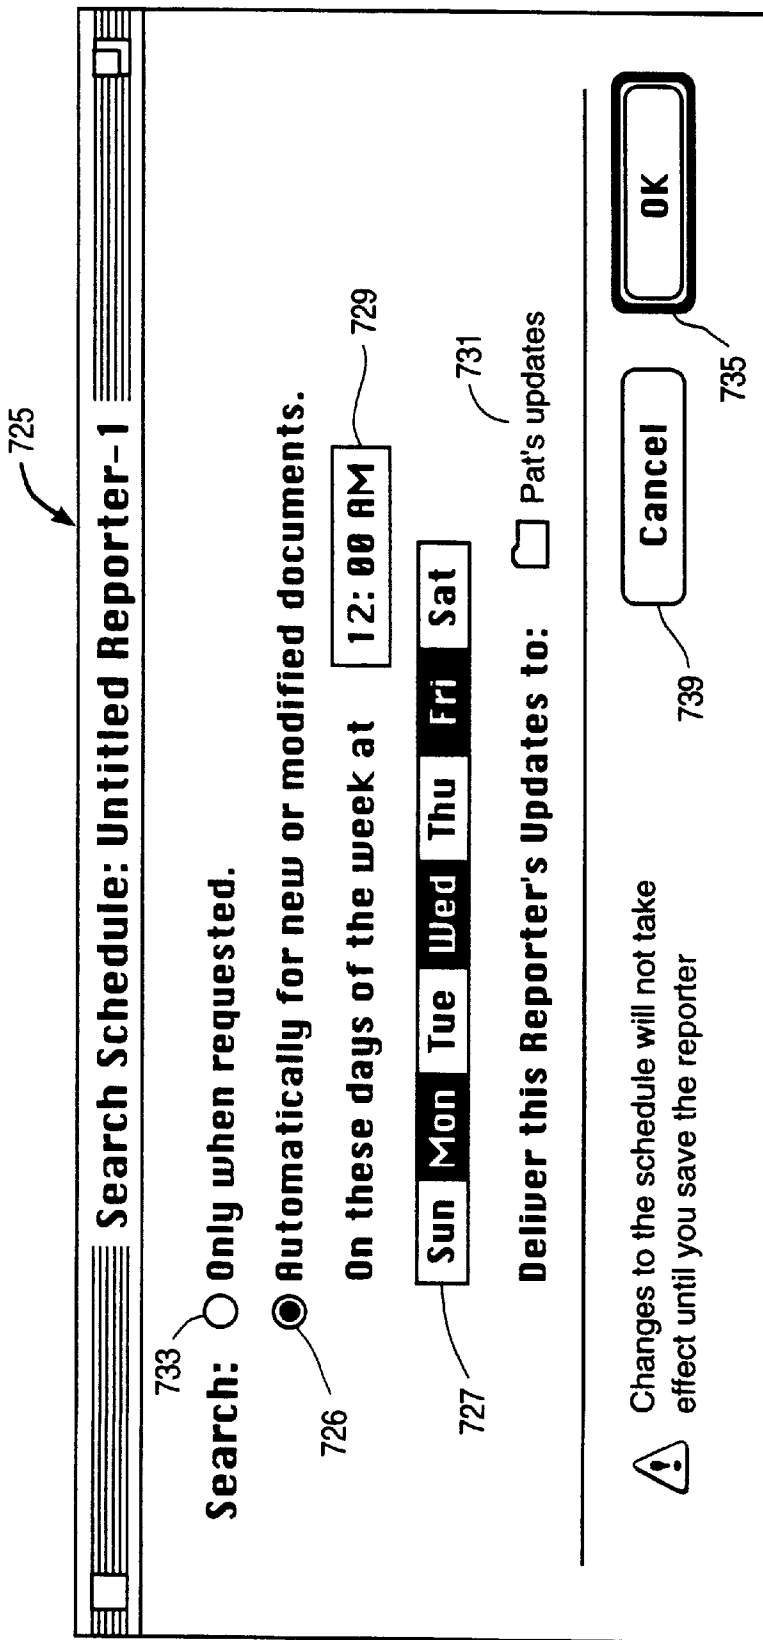 725
Search Schedule: Untitled Reporter-1
733
Search: Only when requested.
726
Automatically for new or modified documents.
On these days of the week at 12:00 AM
729
727
Sun Mon Tue Wed Thu Fri Sat
731
Deliver this Reporter's Updates to: Pat's updates
Changes to the schedule will not take
effect until you save the reporter
739
Cancel
735
OK